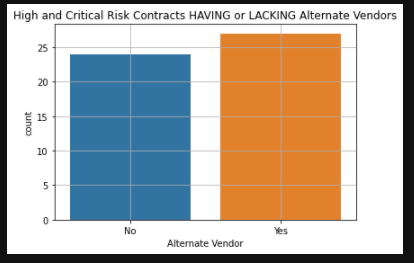 High and Critical Risk Contracts HAVING or LACKING Alternate Vendors
25
20
15
10
5
0
count
No Yes
Alternate Vendor